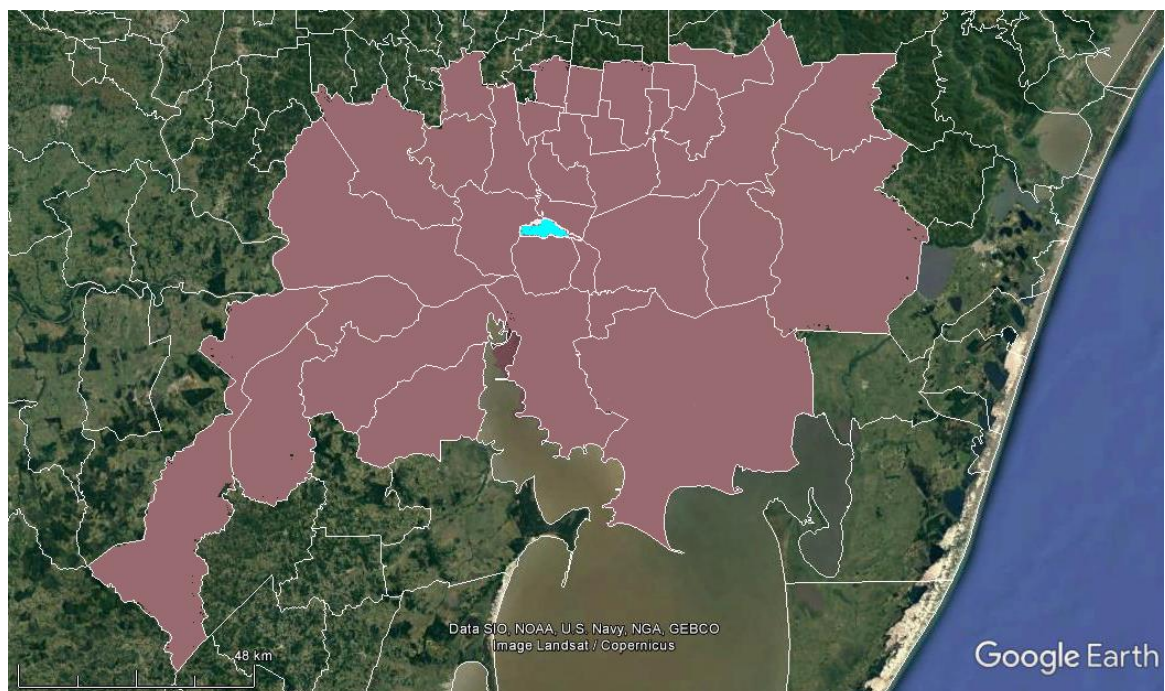 Data SIO, NOAA, U.S. Navy, NGA, GEBCO
Image Landsat / Copernicus
48 km
Google Earth